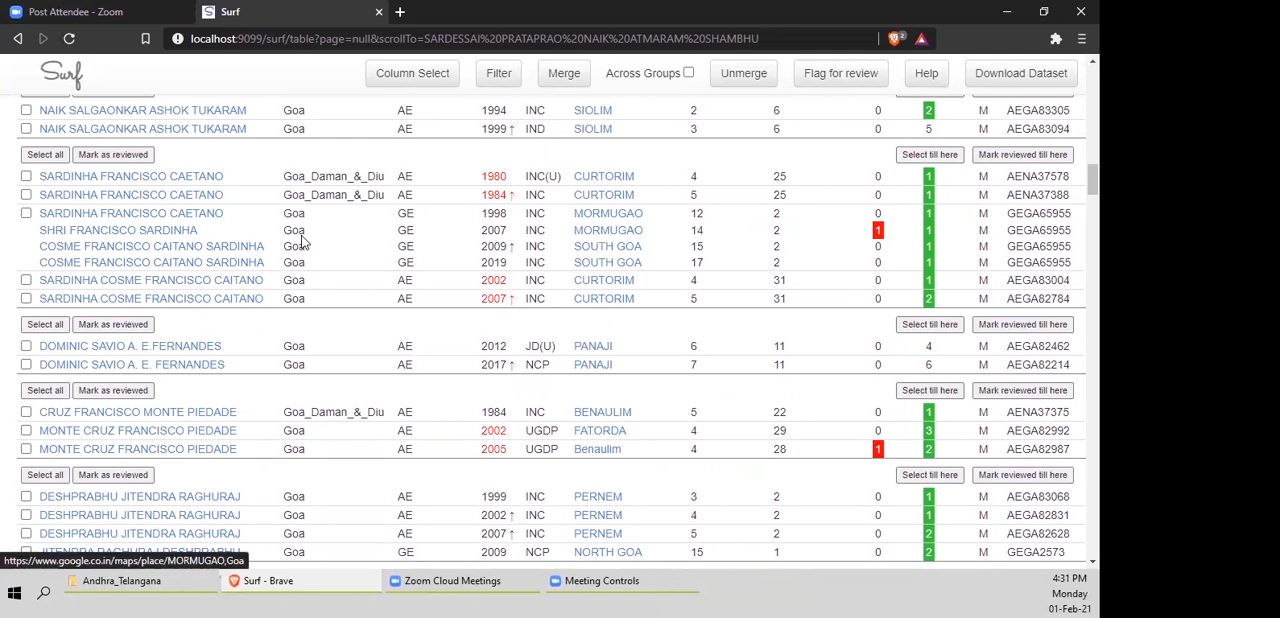 Post Attendee - Zoom S Surf × +
localhost:9099/surf/table?page=null&scrollTo=SARDESSAI%20PRATAPRAO%20NAIK%20ATMARAM%20SHAMBHU 2
Surf Column Select Filter Merge Across Groups Unmerge Flag for review Help Download Dataset
NAIK SALGAONKAR ASHOK TUKARAM Goa AE 1994 INC SIOLIM 2 6 0 2 M AEGA83305
NAIK SALGAONKAR ASHOK TUKARAM Goa AE 1999 ↑ IND SIOLIM 3 6 0 5 M AEGA83094
Select all Mark as reviewed Select till here Mark reviewed till here
SARDINHA FRANCISCO CAETANO Goa_Daman_&_Diu AE 1980 INC(U) CURTORIM 4 25 0 1 M AENA37578
SARDINHA FRANCISCO CAETANO Goa_Daman_&_Diu AE 1984 ↑ INC CURTORIM 5 25 0 1 M AENA37388
SARDINHA FRANCISCO CAETANO Goa GE 1998 INC MORMUGAO 12 2 0 1 M GEGA65955
SHRI FRANCISCO SARDINHA Goa GE 2007 INC MORMUGAO 14 2 1 1 M GEGA65955
COSME FRANCISCO CAITANO SARDINHA Goa GE 2009 ↑ INC SOUTH GOA 15 2 0 1 M GEGA65955
COSME FRANCISCO CAITANO SARDINHA Goa GE 2019 INC SOUTH GOA 17 2 0 1 M GEGA65955
SARDINHA COSME FRANCISCO CAITANO Goa AE 2002 INC CURTORIM 4 31 0 1 M AEGA83004
SARDINHA COSME FRANCISCO CAITANO Goa AE 2007 ↑ INC CURTORIM 5 31 0 2 M AEGA82784
Select all Mark as reviewed Select till here Mark reviewed till here
DOMINIC SAVIO A. E.FERNANDES Goa AE 2012 JD(U) PANAJI 6 11 0 4 M AEGA82462
DOMINIC SAVIO A. E. FERNANDES Goa AE 2017 ↑ NCP PANAJI 7 11 0 6 M AEGA82214
Select all Mark as reviewed Select till here Mark reviewed till here
CRUZ FRANCISCO MONTE PIEDADE Goa_Daman_&_Diu AE 1984 INC BENAULIM 5 22 0 1 M AENA37375
MONTE CRUZ FRANCISCO PIEDADE Goa AE 2002 UGDP FATORDA 4 29 0 3 M AEGA82992
MONTE CRUZ FRANCISCO PIEDADE Goa AE 2005 UGDP Benaulim 4 28 1 2 M AEGA82987
Select all Mark as reviewed Select till here Mark reviewed till here
DESHPRABHU JITENDRA RAGHURAJ Goa AE 1999 INC PERNEM 3 2 0 1 M AEGA83068
DESHPRABHU JITENDRA RAGHURAJ Goa AE 2002 ↑ INC PERNEM 4 2 0 1 M AEGA82831
DESHPRABHU JITENDRA RAGHURAJ Goa AE 2007 ↑ INC PERNEM 5 2 0 2 M AEGA82628
JITENDRA RAGHURAJ DESHPRABHU Goa GE 2009 NCP NORTH GOA 15 1 0 2 M GEGA2573
https://www.google.co.in/maps/place/MORMUGAO,Goa
Andhra_Telangana Surf - Brave Zoom Cloud Meetings Meeting Controls 4:31 PM
Monday
01-Feb-21